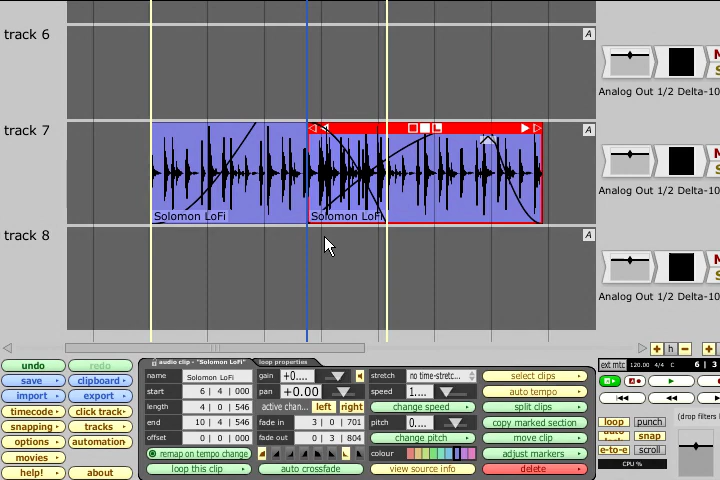 track 6
A
M
S
Analog Out 1/2 Delta-10
track 7
A
M
S
Solomon LoFi
Solomon LoFi
Analog Out 1/2 Delta-10
track 8
A
M
S
Analog Out 1/2 Delta-10
+ h - +
undo redo
save clipboard
import export
timecode click track
snapping tracks
options automation
movies
help! about
audio clip - "Solomon LoFi" loop properties
name Solomon LoFi
start 6 | 4 | 000
length 4 | 0 | 546
end 10 | 4 | 546
offset 0 | 0 | 000
remap on tempo change
loop this clip
gain +0....
pan +0.00
active chan... left right
fade in 3 | 0 | 701
fade out 0 | 3 | 804
auto crossfade
stretch no time-stretc...
speed 1....
change speed
pitch 0....
change pitch
colour
view source info
select clips
auto tempo
split clips
copy marked section
move clip
adjust markers
delete
ext mtc 120.00 4/4 C 6 | 3
loop punch
snap
e-to-e scroll
CPU %
(drop filters